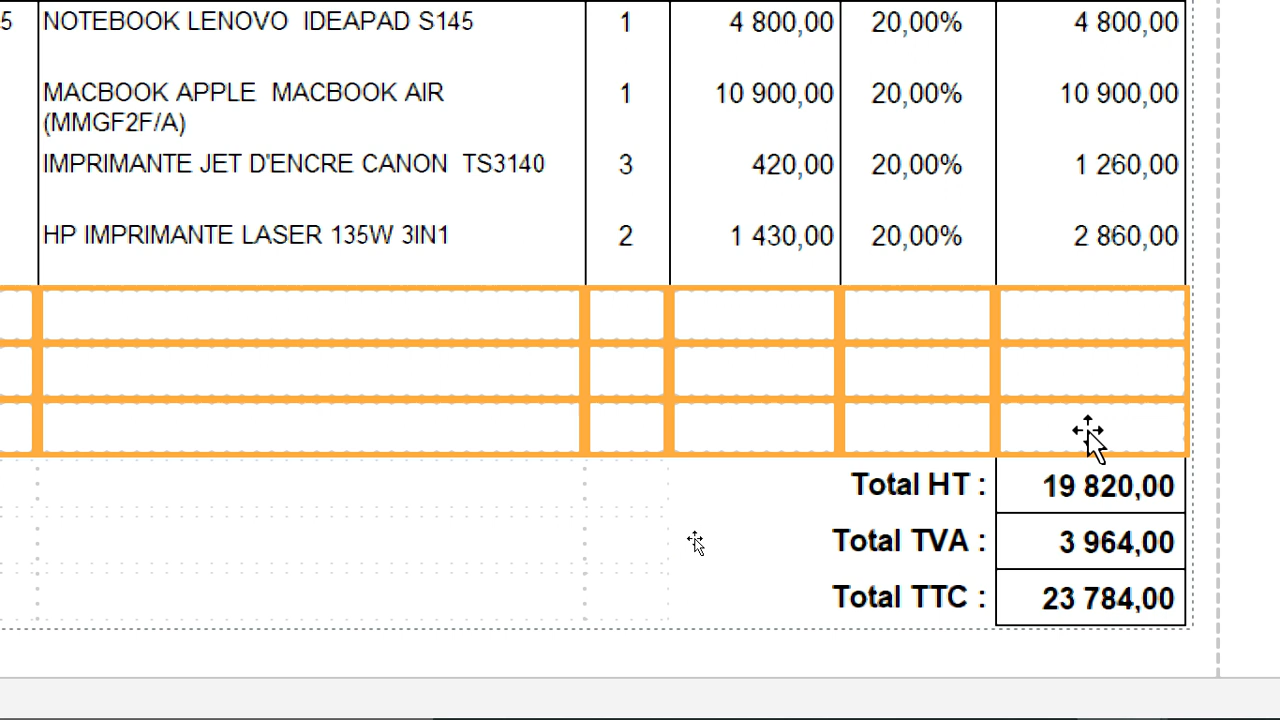 5 NOTEBOOK LENOVO IDEAPAD S145 1 4 800,00 20,00% 4 800,00
MACBOOK APPLE MACBOOK AIR 1 10 900,00 20,00% 10 900,00
(MMGF2F/A)
IMPRIMANTE JET D'ENCRE CANON TS3140 3 420,00 20,00% 1 260,00
HP IMPRIMANTE LASER 135W 3IN1 2 1 430,00 20,00% 2 860,00
Total HT : 19 820,00
Total TVA : 3 964,00
Total TTC : 23 784,00